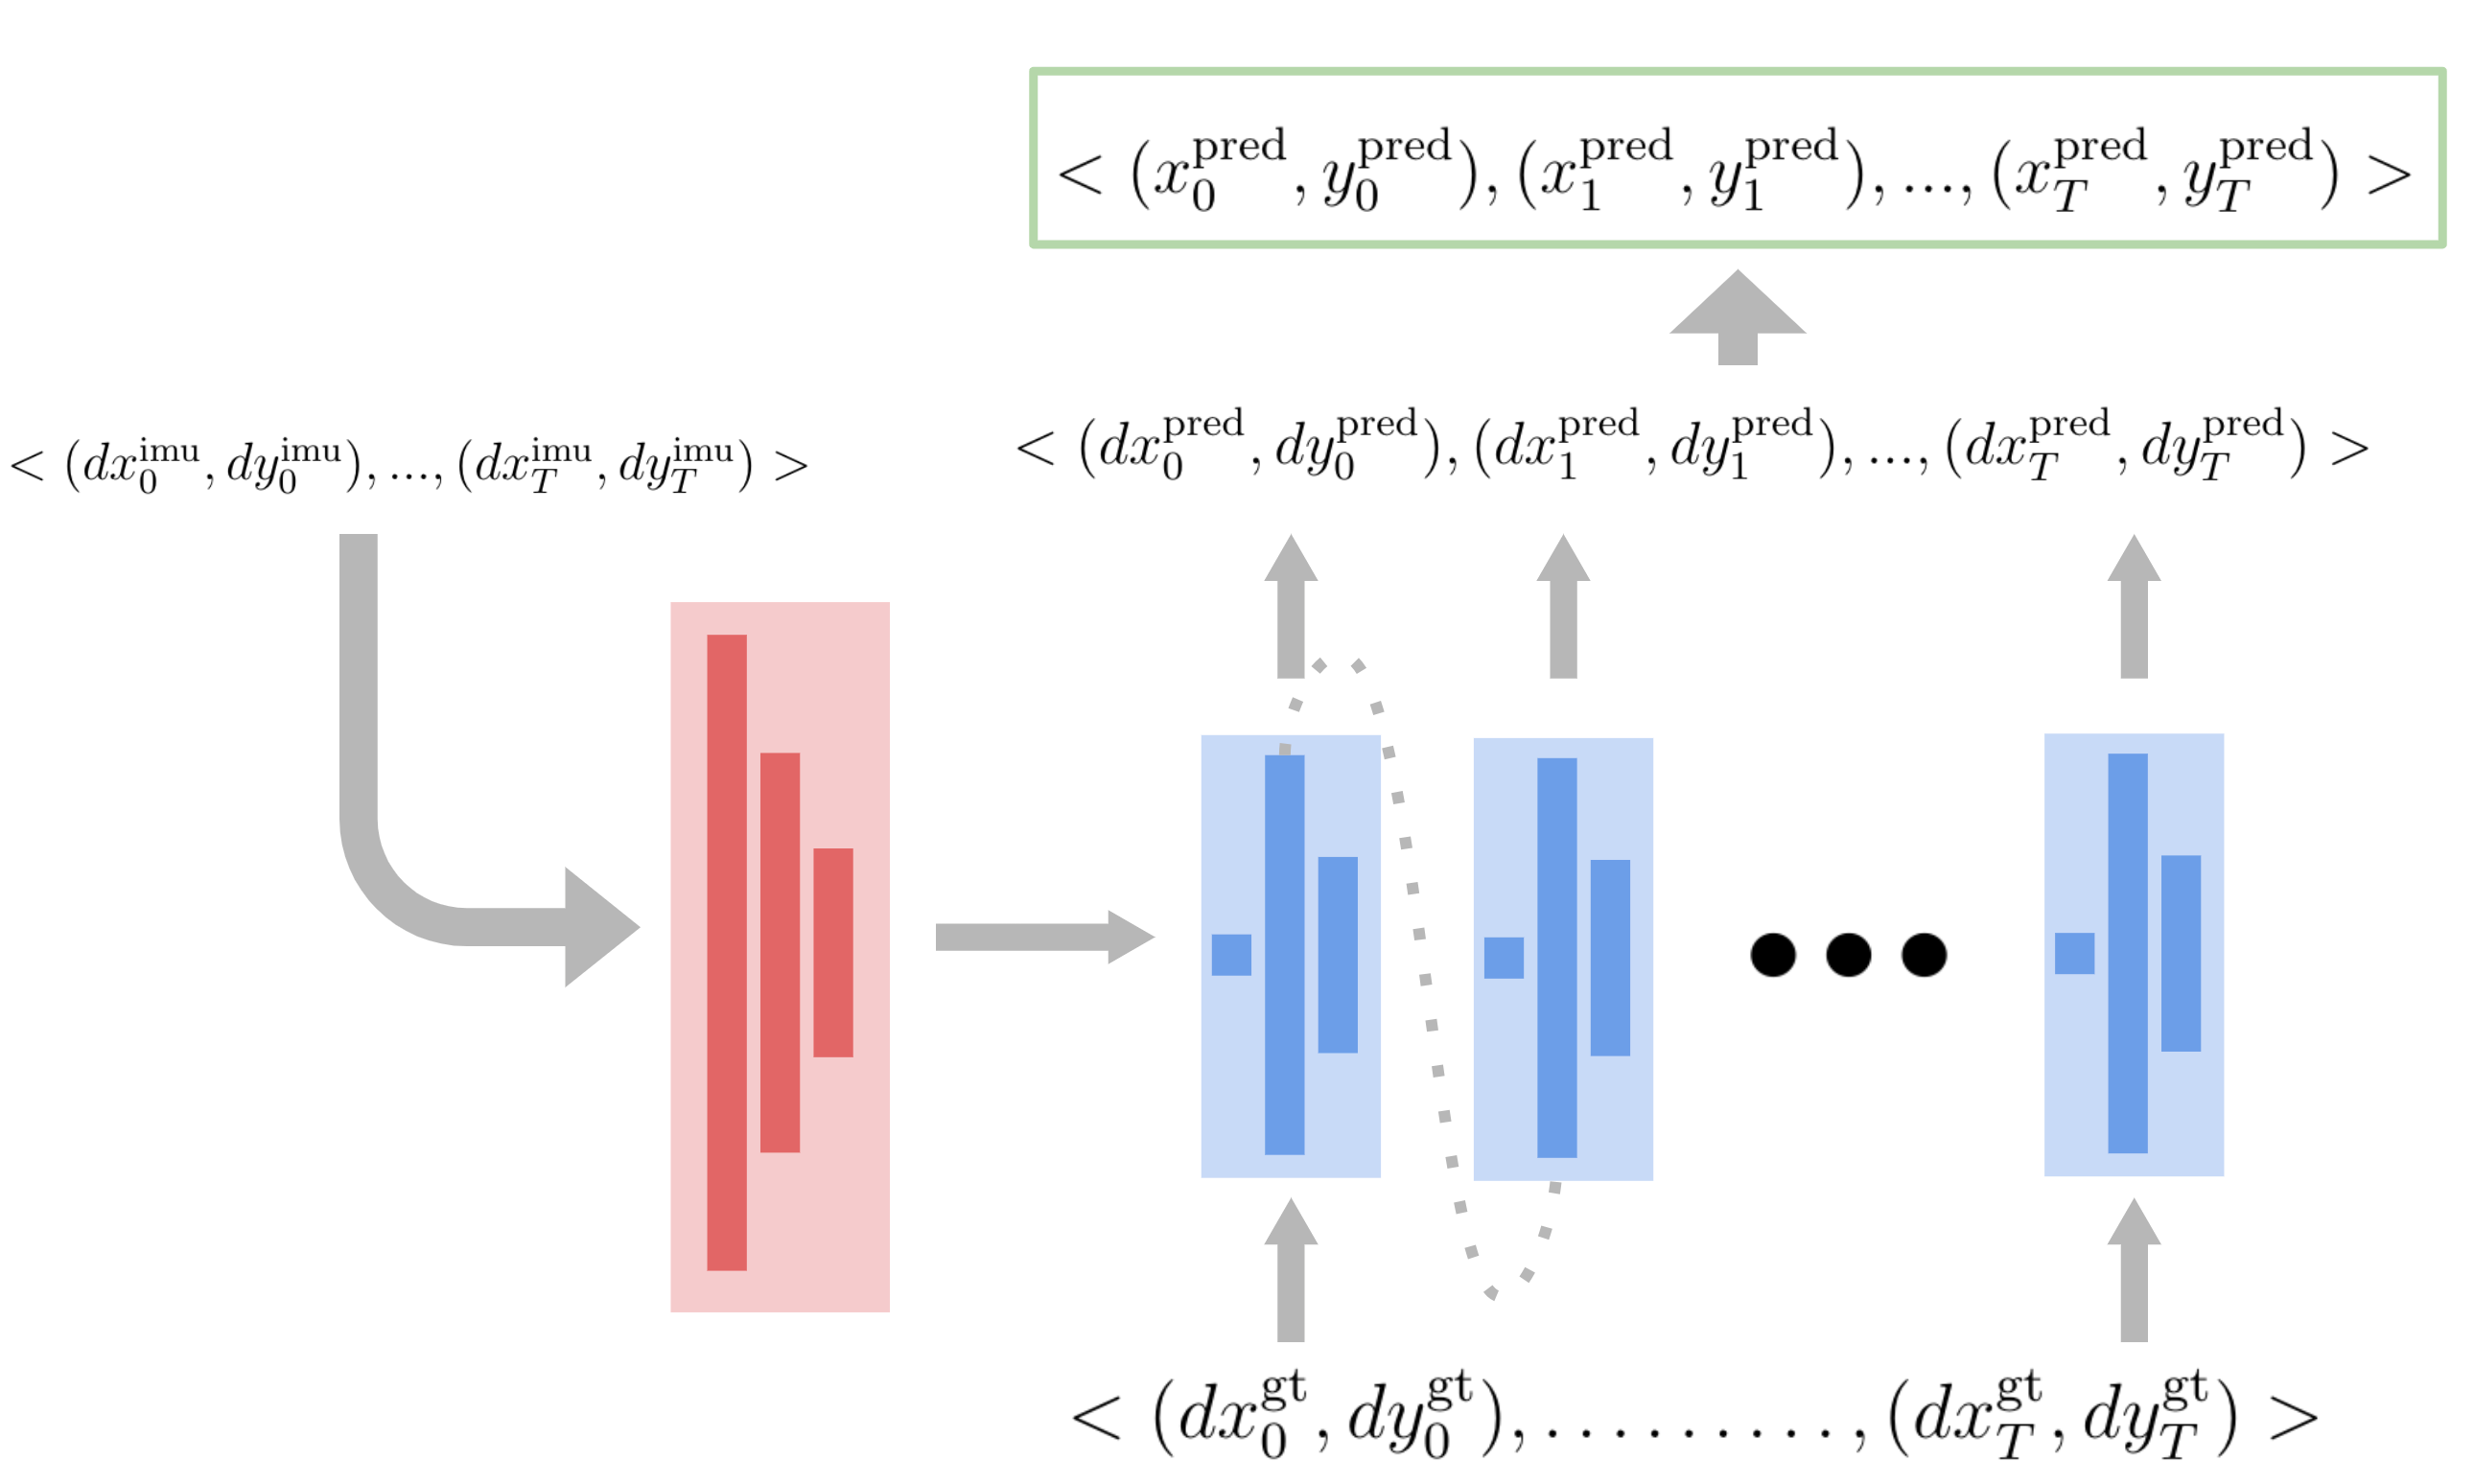 $< (x_0^{\text{pred}}, y_0^{\text{pred}}), (x_1^{\text{pred}}, y_1^{\text{pred}}), ..., (x_T^{\text{pred}}, y_T^{\text{pred}}) >$
$< (dx_0^{\text{imu}}, dy_0^{\text{imu}}), ..., (dx_T^{\text{imu}}, dy_T^{\text{imu}}) >$
$< (dx_0^{\text{pred}}, dy_0^{\text{pred}}), (dx_1^{\text{pred}}, dy_1^{\text{pred}}), ..., (dx_T^{\text{pred}}, dy_T^{\text{pred}}) >$
$< (dx_0^{\text{gt}}, dy_0^{\text{gt}}), ........., (dx_T^{\text{gt}}, dy_T^{\text{gt}}) >$